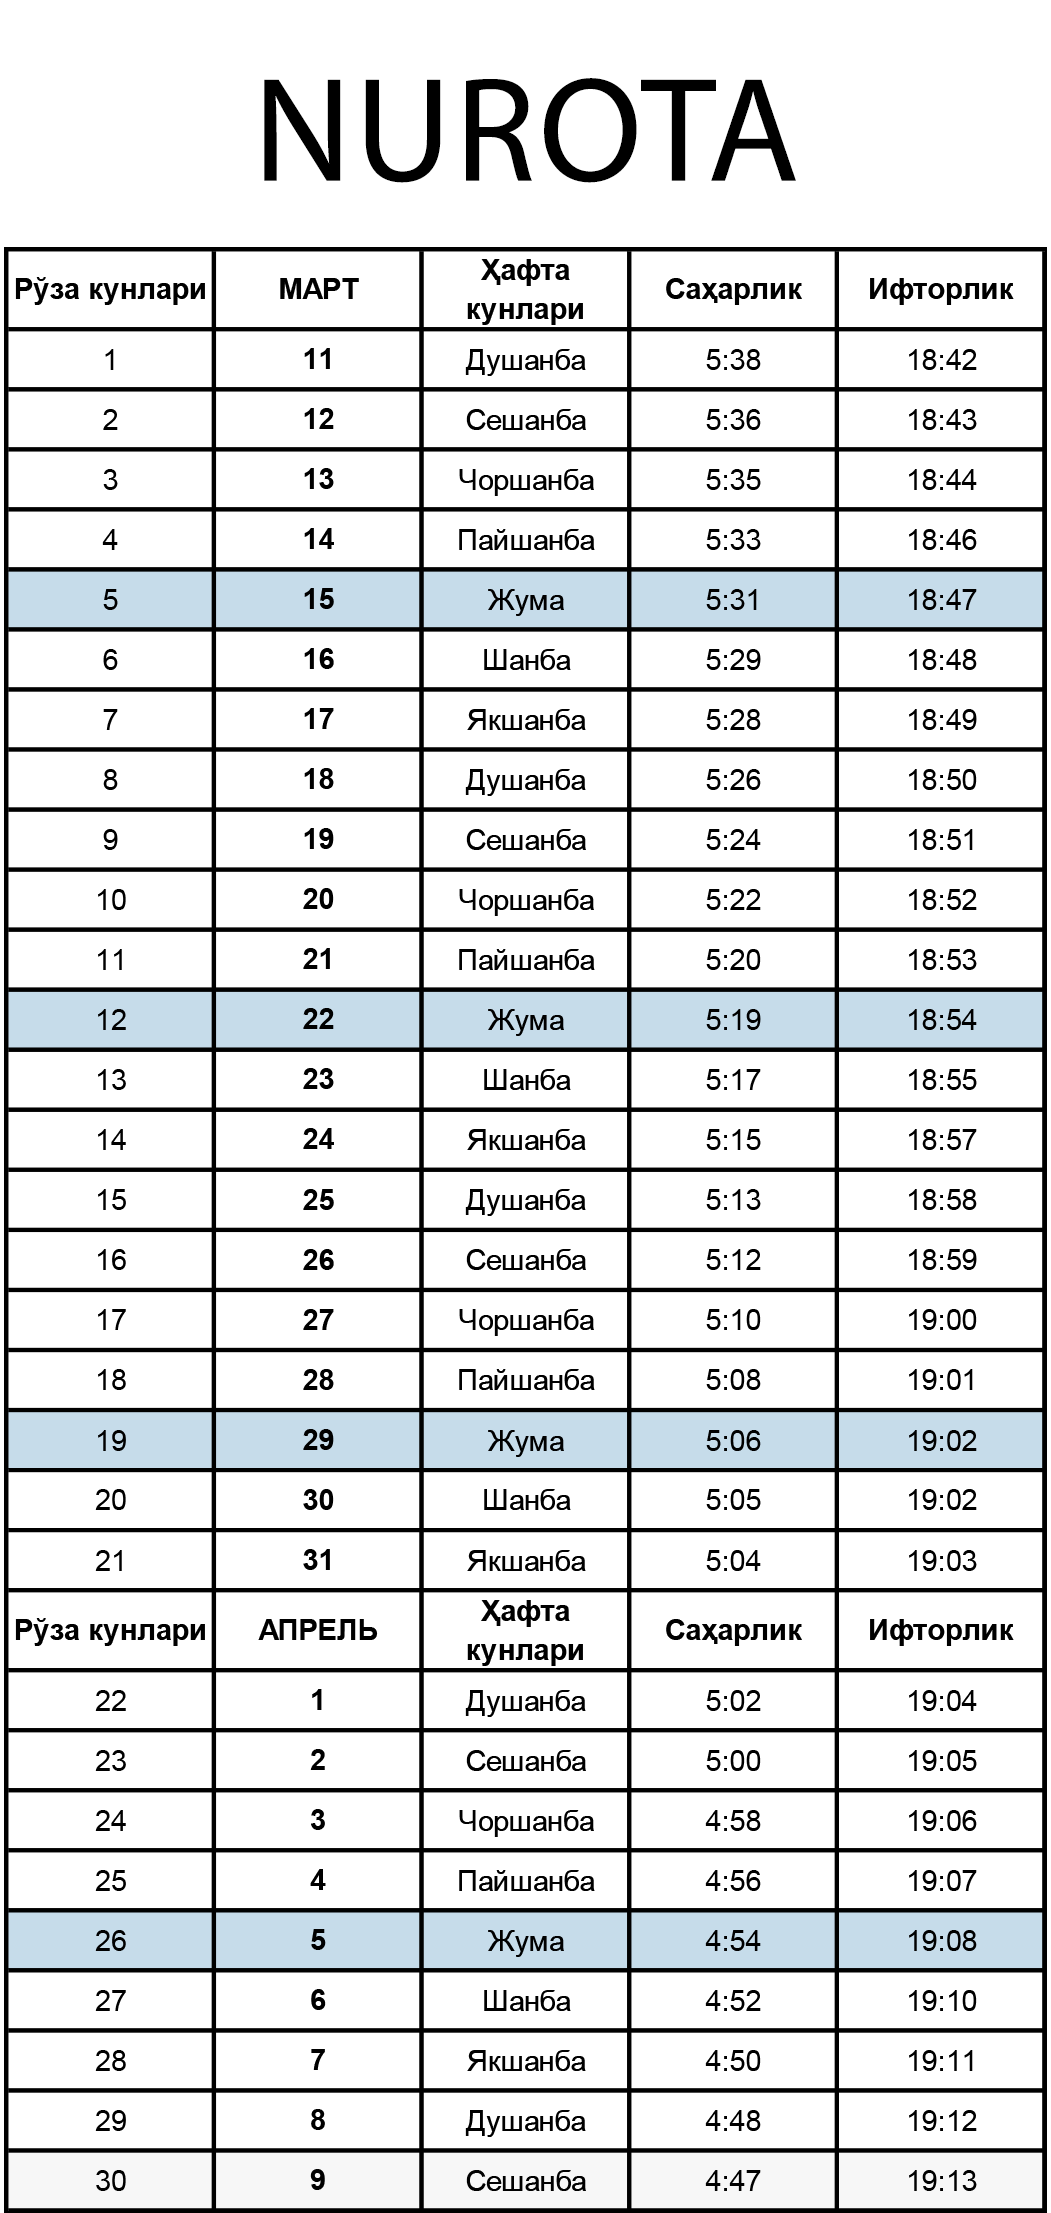 NUROTA
Рўза кунлари МАРТ Ҳафта кунлари Саҳарлик Ифторлик
1 11 Душанба 5:38 18:42
2 12 Сешанба 5:36 18:43
3 13 Чоршанба 5:35 18:44
4 14 Пайшанба 5:33 18:46
5 15 Жума 5:31 18:47
6 16 Шанба 5:29 18:48
7 17 Якшанба 5:28 18:49
8 18 Душанба 5:26 18:50
9 19 Сешанба 5:24 18:51
10 20 Чоршанба 5:22 18:52
11 21 Пайшанба 5:20 18:53
12 22 Жума 5:19 18:54
13 23 Шанба 5:17 18:55
14 24 Якшанба 5:15 18:57
15 25 Душанба 5:13 18:58
16 26 Сешанба 5:12 18:59
17 27 Чоршанба 5:10 19:00
18 28 Пайшанба 5:08 19:01
19 29 Жума 5:06 19:02
20 30 Шанба 5:05 19:02
21 31 Якшанба 5:04 19:03
Рўза кунлари АПРЕЛЬ Ҳафта кунлари Саҳарлик Ифторлик
22 1 Душанба 5:02 19:04
23 2 Сешанба 5:00 19:05
24 3 Чоршанба 4:58 19:06
25 4 Пайшанба 4:56 19:07
26 5 Жума 4:54 19:08
27 6 Шанба 4:52 19:10
28 7 Якшанба 4:50 19:11
29 8 Душанба 4:48 19:12
30 9 Сешанба 4:47 19:13